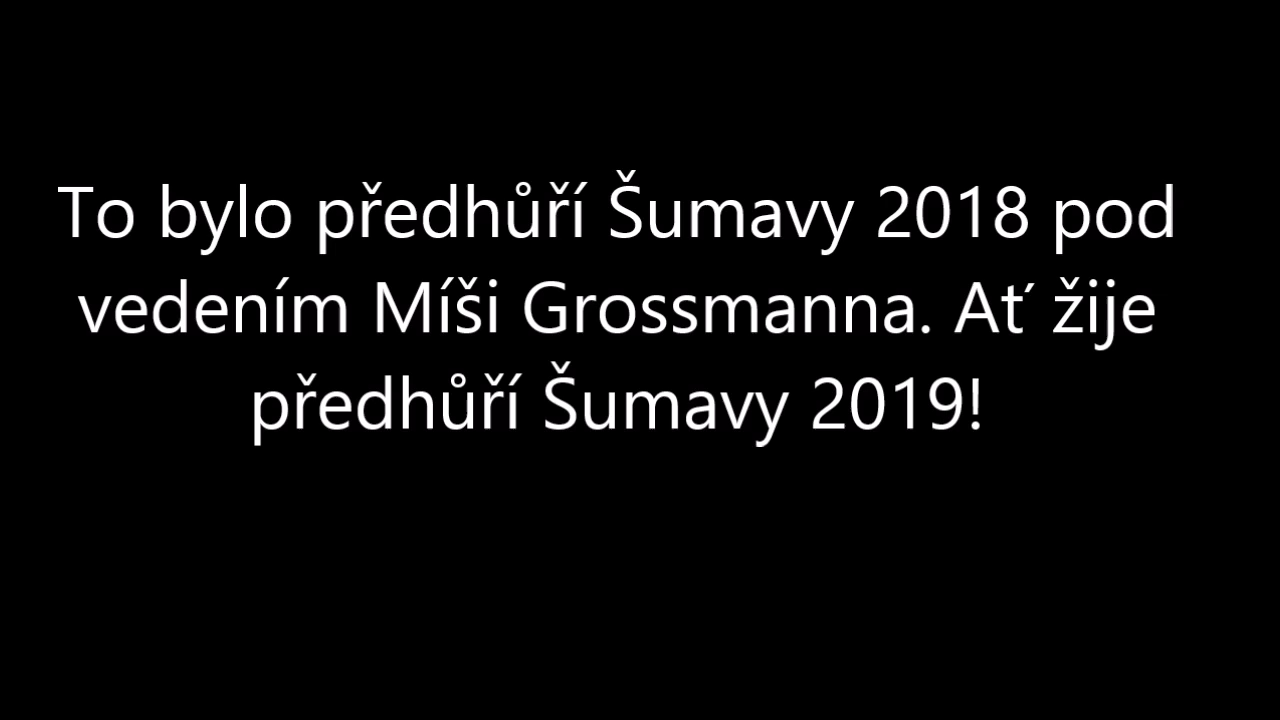 To bylo předhůří Šumavy 2018 pod
vedením Míši Grossmanna. Ať žije
předhůří Šumavy 2019!